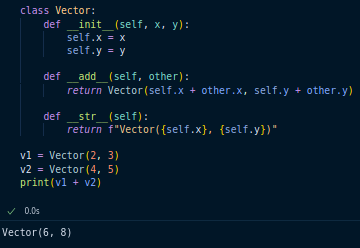 class Vector:
    def __init__(self, x, y):
        self.x = x
        self.y = y

    def __add__(self, other):
        return Vector(self.x + other.x, self.y + other.y)

    def __str__(self):
        return f"Vector({self.x}, {self.y})"

v1 = Vector(2, 3)
v2 = Vector(4, 5)
print(v1 + v2)
✓ 0.0s
Vector(6, 8)